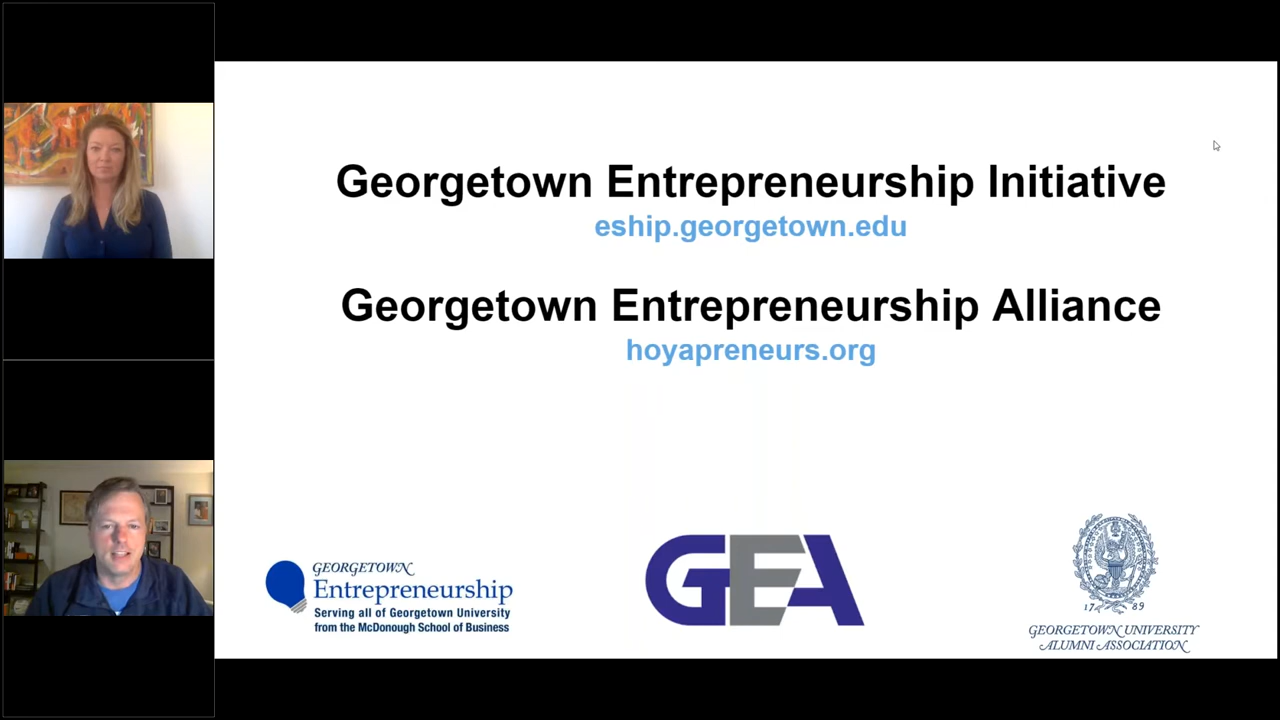 Georgetown Entrepreneurship Initiative
eship.georgetown.edu
Georgetown Entrepreneurship Alliance
hoyapreneurs.org
GEORGETOWN
Entrepreneurship
Serving all of Georgetown University
from the McDonough School of Business
GEA
17 89
GEORGETOWN UNIVERSITY
ALUMNI ASSOCIATION